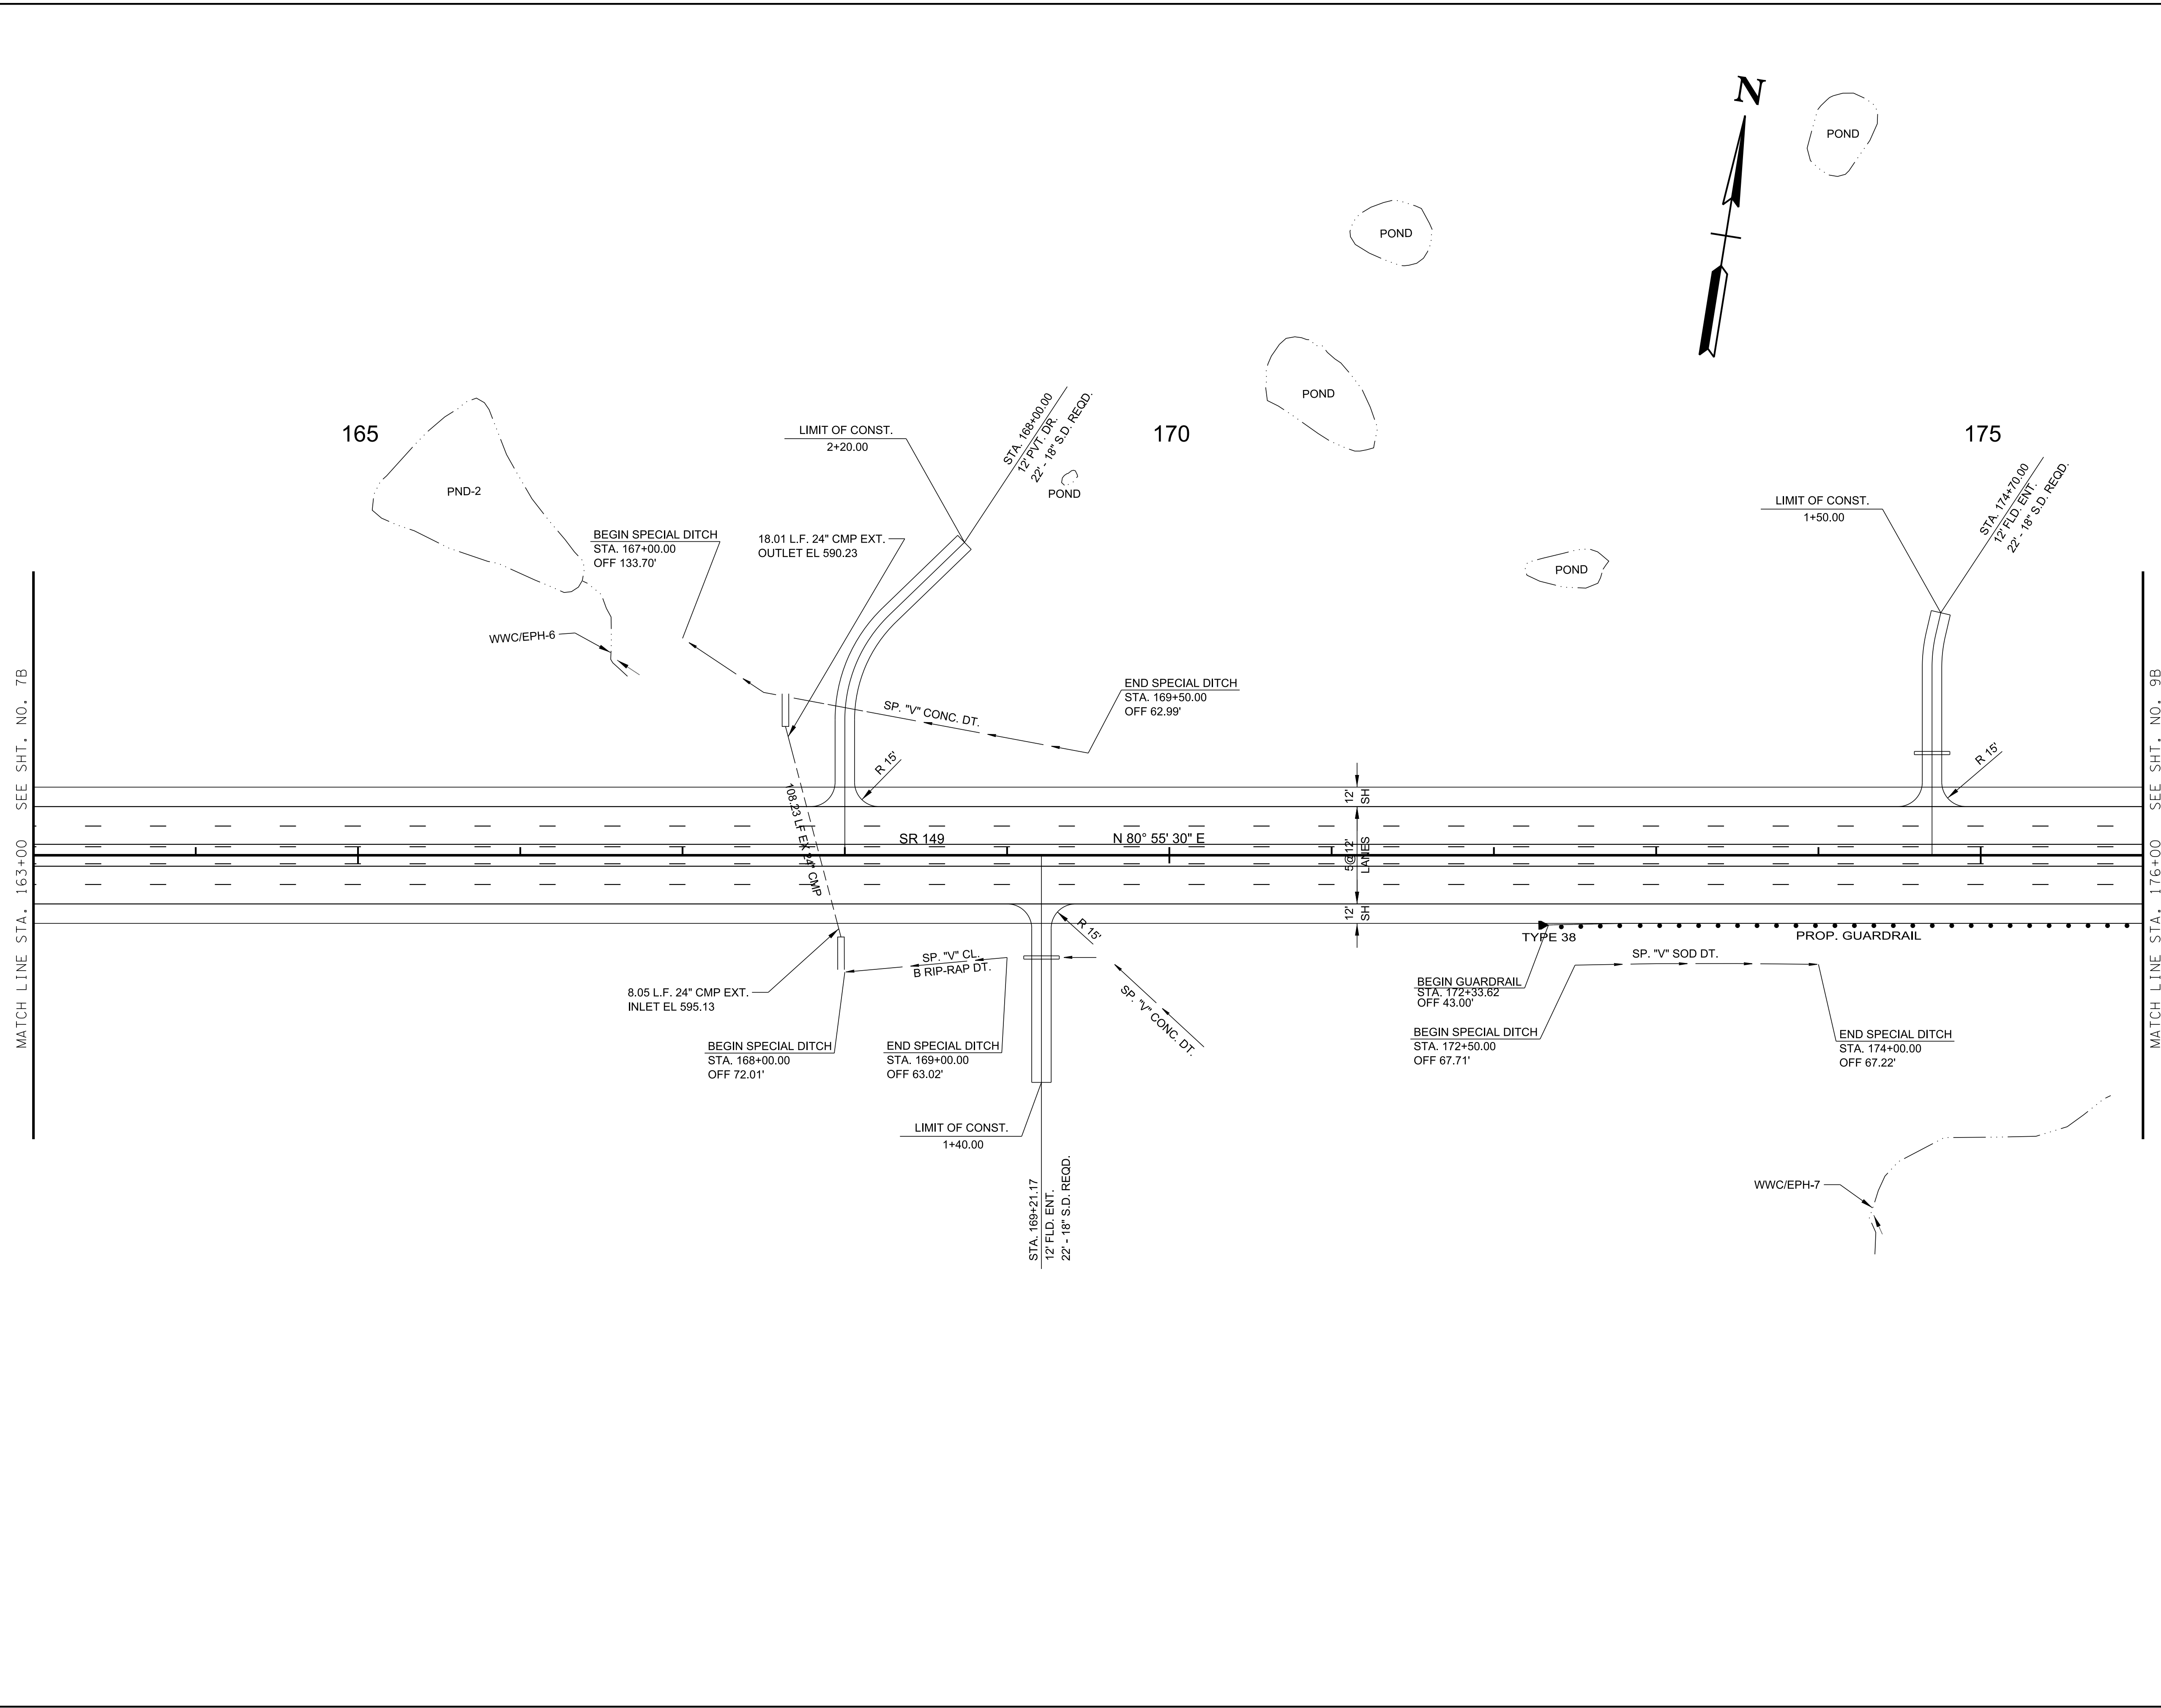 N
POND
POND
POND
165
170
175
LIMIT OF CONST.
2+20.00
STA. 168+00.00
12' PVT. DR.
22' - 18" S.D. REQD.
POND
PND-2
LIMIT OF CONST.
1+50.00
STA. 174+70.00
12' FLD. ENT.
22' - 18" S.D. REQD.
BEGIN SPECIAL DITCH
STA. 167+00.00
OFF 133.70'
18.01 L.F. 24" CMP EXT.
OUTLET EL 590.23
POND
WWC/EPH-6
END SPECIAL DITCH
STA. 169+50.00
OFF 62.99'
SP. "V" CONC. DT.
R 15'
R 15'
MATCH LINE STA. 163+00 SEE SHT. NO. 7B
MATCH LINE STA. 176+00 SEE SHT. NO. 9B
108.23 LF EX 24" CMP
12'
SH
SR 149
N 80° 55' 30" E
5@12'
LANES
12'
SH
R 15'
TYPE 38
PROP. GUARDRAIL
SP. "V" CL.
B RIP-RAP DT.
SP. "V" SOD DT.
8.05 L.F. 24" CMP EXT.
INLET EL 595.13
SP. "V" CONC. DT.
BEGIN GUARDRAIL
STA. 172+33.62
OFF 43.00'
BEGIN SPECIAL DITCH
STA. 168+00.00
OFF 72.01'
END SPECIAL DITCH
STA. 169+00.00
OFF 63.02'
BEGIN SPECIAL DITCH
STA. 172+50.00
OFF 67.71'
END SPECIAL DITCH
STA. 174+00.00
OFF 67.22'
LIMIT OF CONST.
1+40.00
STA. 169+21.17
12' FLD. ENT.
22' - 18" S.D. REQD.
WWC/EPH-7